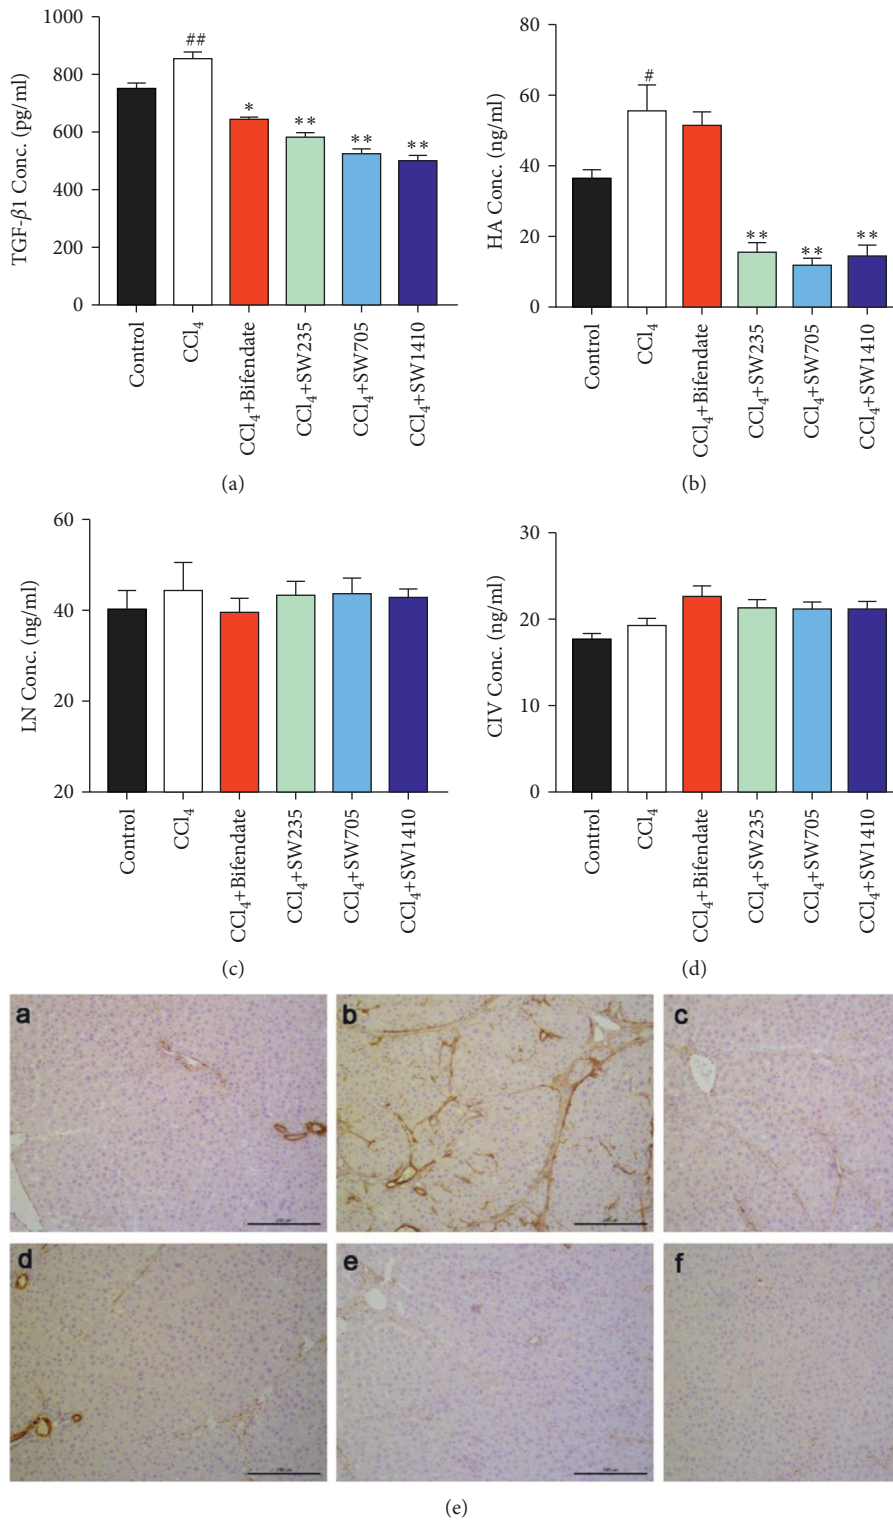 1000
800
600
400
200
0
TGF-β1 Conc. (pg/ml)
##
*
**
**
**
Control
CCl₄
CCl₄+Bifendate
CCl₄+SW235
CCl₄+SW705
CCl₄+SW1410
(a)
80
60
40
20
0
HA Conc. (ng/ml)
#
**
**
**
Control
CCl₄
CCl₄+Bifendate
CCl₄+SW235
CCl₄+SW705
CCl₄+SW1410
(b)
60
40
20
20
LN Conc. (ng/ml)
Control
CCl₄
CCl₄+Bifendate
CCl₄+SW235
CCl₄+SW705
CCl₄+SW1410
(c)
30
20
10
0
CIV Conc. (ng/ml)
Control
CCl₄
CCl₄+Bifendate
CCl₄+SW235
CCl₄+SW705
CCl₄+SW1410
(d)
a
b
c
d
e
f
(e)